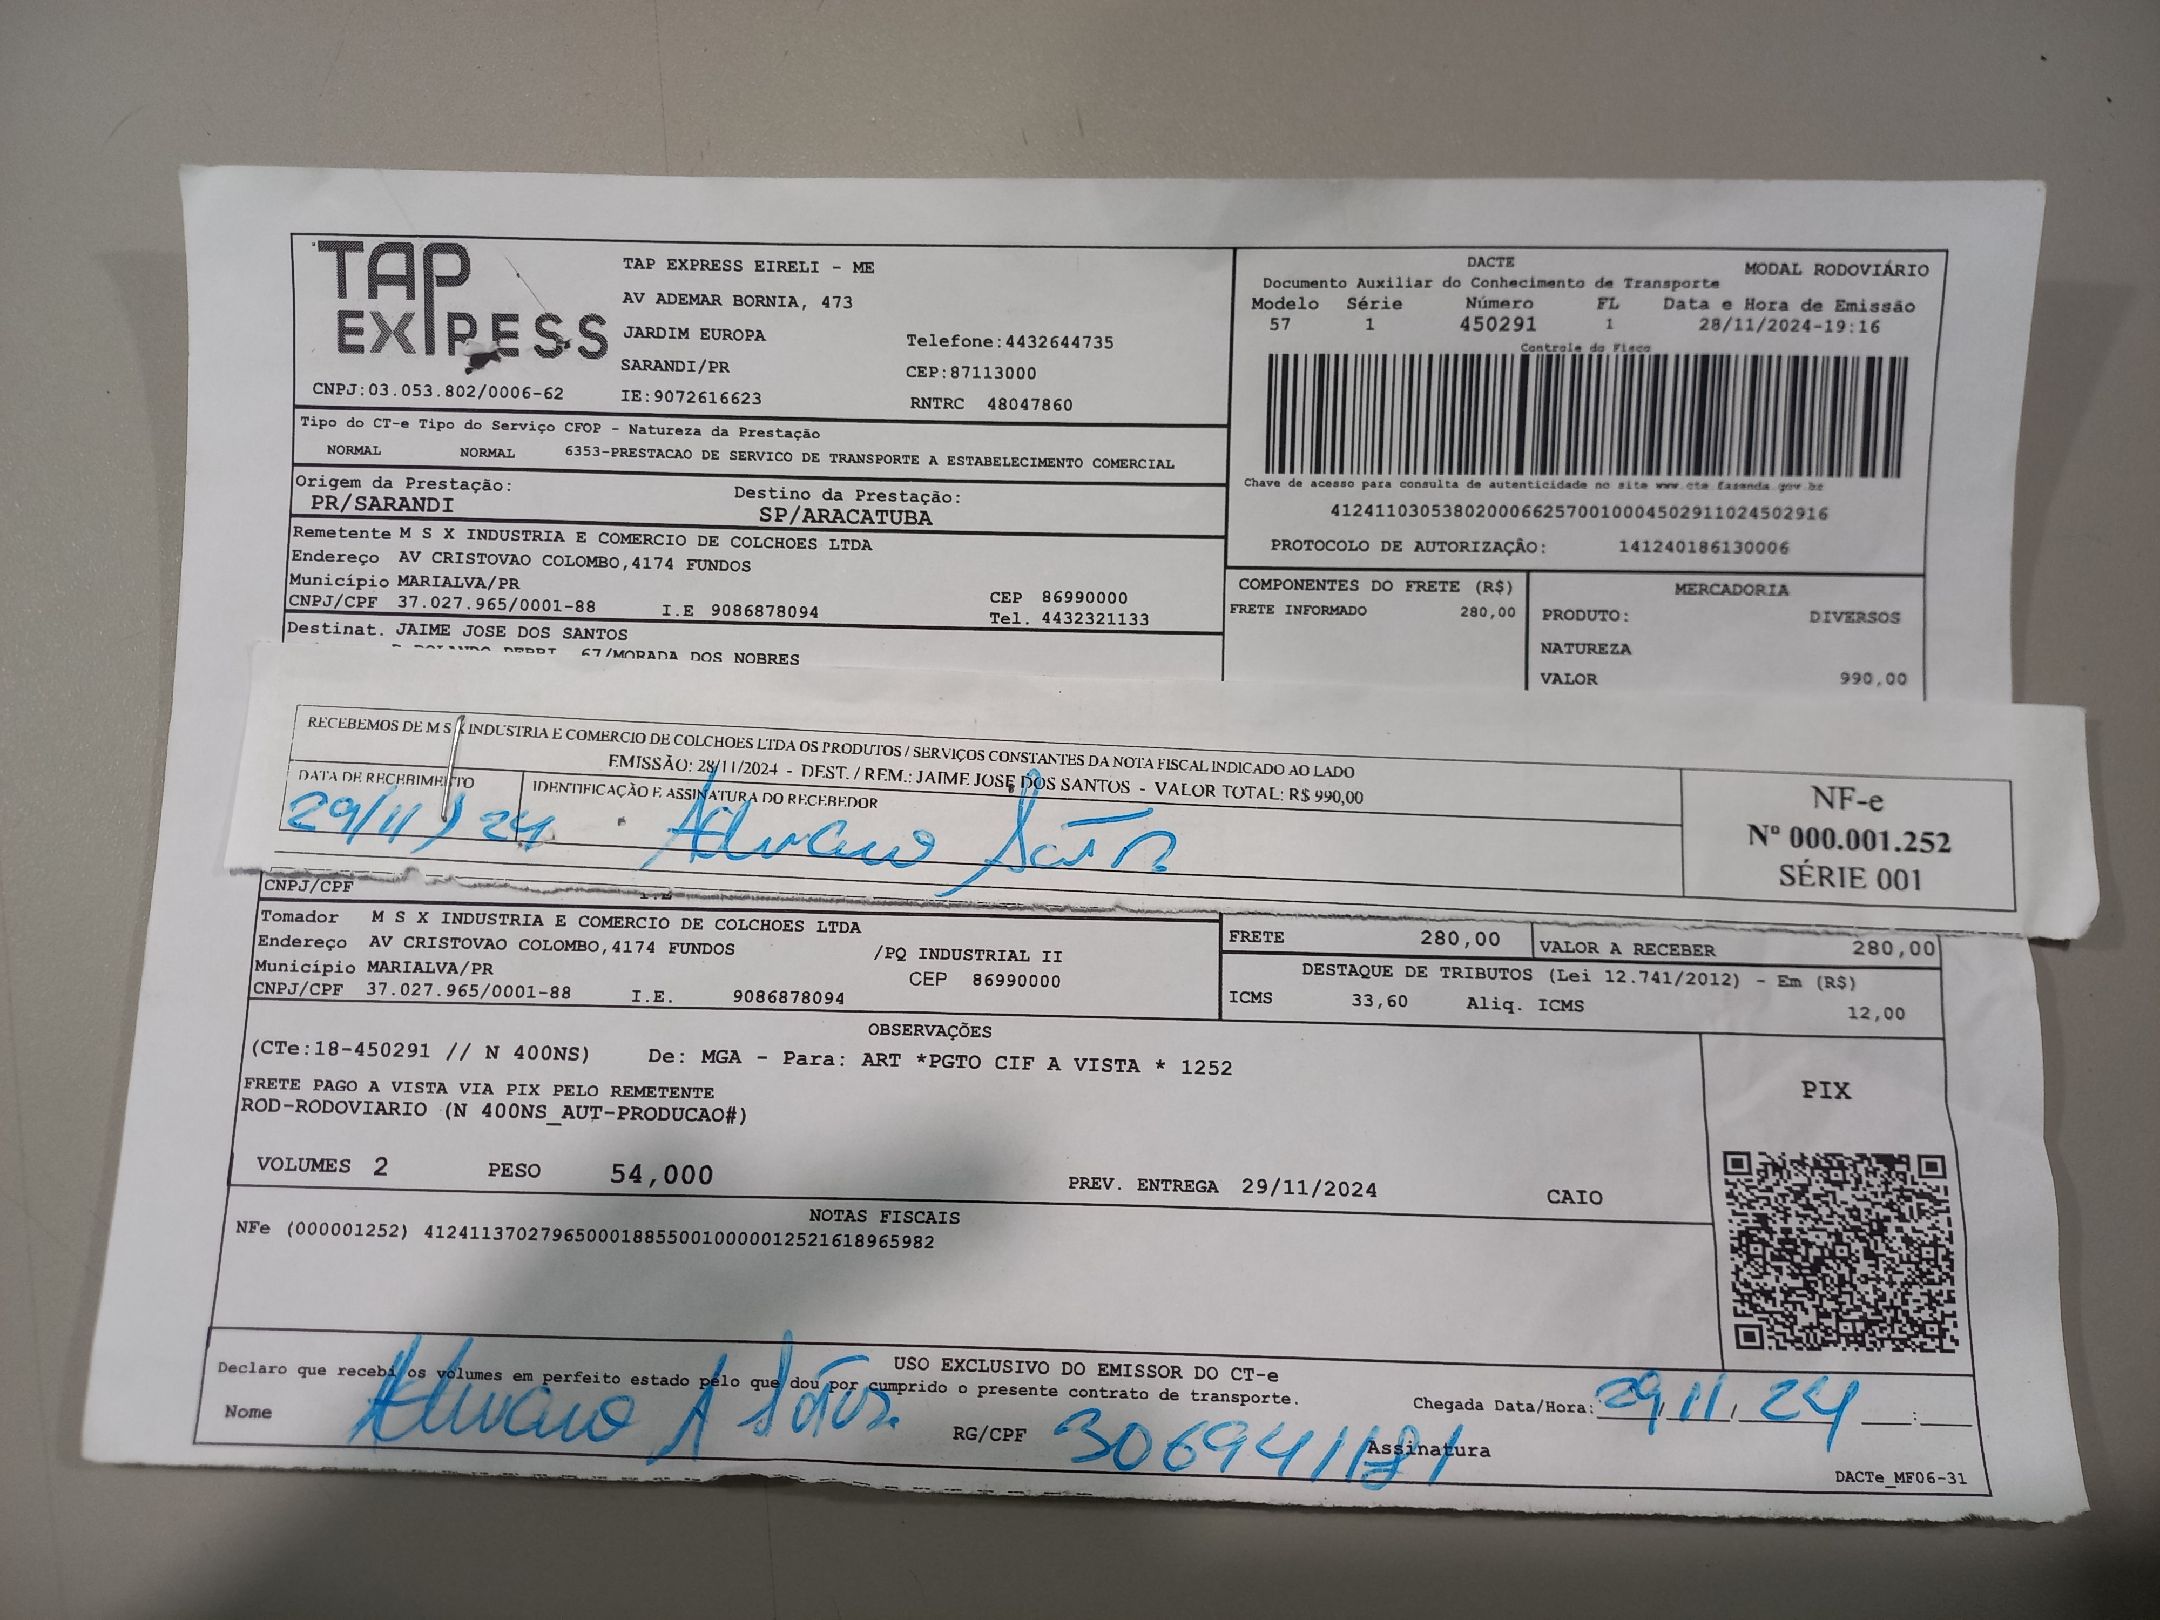 TAP EXPRESS
TAP EXPRESS EIRELI - ME
AV ADEMAR BORNIA, 473
JARDIM EUROPA
Telefone:4432644735
SARANDI/PR
CEP:87113000
CNPJ:03.053.802/0006-62
IE:9072616623
RNTRC 48047860
DACTE
MODAL RODOVIÁRIO
Documento Auxiliar do Conhecimento de Transporte
Modelo Série Número FL Data e Hora de Emissão
57 1 450291 1 28/11/2024-19:16
Controle do Fisco
Chave de acesso para consulta de autenticidade no site www.cte.fazenda.gov.br
41241103053802000662570010004502911024502916
PROTOCOLO DE AUTORIZAÇÃO: 141240186130006
Tipo do CT-e Tipo do Serviço CFOP - Natureza da Prestação
NORMAL NORMAL 6353-PRESTACAO DE SERVICO DE TRANSPORTE A ESTABELECIMENTO COMERCIAL
Origem da Prestação: Destino da Prestação:
PR/SARANDI SP/ARACATUBA
Remetente M S X INDUSTRIA E COMERCIO DE COLCHOES LTDA
Endereço AV CRISTOVAO COLOMBO,4174 FUNDOS
Município MARIALVA/PR CEP 86990000
CNPJ/CPF 37.027.965/0001-88 I.E 9086878094 Tel. 4432321133
Destinat. JAIME JOSE DOS SANTOS
67/MORADA DOS NOBRES
COMPONENTES DO FRETE (R$)
FRETE INFORMADO 280,00
MERCADORIA
PRODUTO: DIVERSOS
NATUREZA
VALOR 990,00
RECEBEMOS DE M S X INDUSTRIA E COMERCIO DE COLCHOES LTDA OS PRODUTOS / SERVIÇOS CONSTANTES DA NOTA FISCAL INDICADO AO LADO
EMISSÃO: 28/11/2024 - DEST. / REM.: JAIME JOSE DOS SANTOS - VALOR TOTAL: R$ 990,00
DATA DE RECEBIMENTO IDENTIFICAÇÃO E ASSINATURA DO RECEBEDOR
29/11/24
NF-e
Nº 000.001.252
SÉRIE 001
CNPJ/CPF
Tomador M S X INDUSTRIA E COMERCIO DE COLCHOES LTDA
Endereço AV CRISTOVAO COLOMBO,4174 FUNDOS /PQ INDUSTRIAL II
Município MARIALVA/PR CEP 86990000
CNPJ/CPF 37.027.965/0001-88 I.E. 9086878094
FRETE 280,00 VALOR A RECEBER 280,00
DESTAQUE DE TRIBUTOS (Lei 12.741/2012) - Em (R$)
ICMS 33,60 Aliq. ICMS 12,00
OBSERVAÇÕES
(CTe:18-450291 // N 400NS) De: MGA - Para: ART *PGTO CIF A VISTA * 1252
FRETE PAGO A VISTA VIA PIX PELO REMETENTE
ROD-RODOVIARIO (N 400NS_AUT-PRODUCAO#)
PIX
VOLUMES 2 PESO 54,000 PREV. ENTREGA 29/11/2024 CAIO
NOTAS FISCAIS
NFe (000001252) 41241137027965000188550010000012521618965982
USO EXCLUSIVO DO EMISSOR DO CT-e
Declaro que recebi os volumes em perfeito estado pelo que dou por cumprido o presente contrato de transporte.
Chegada Data/Hora: 29/11/24
Nome
RG/CPF
Assinatura
DACTe_MF06-31